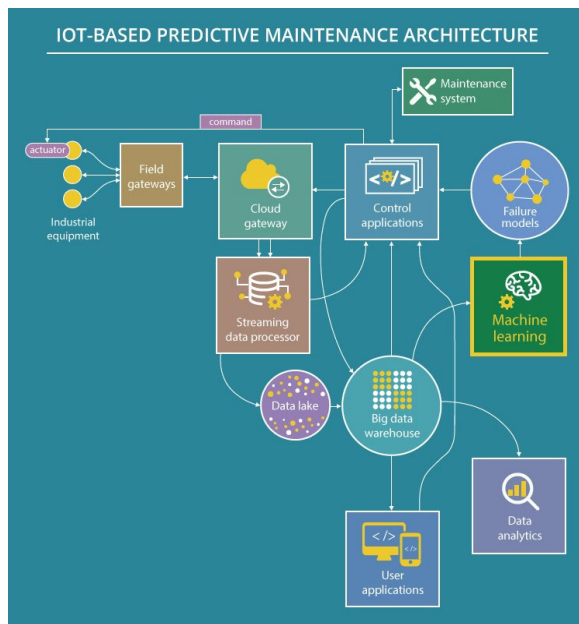 IOT-BASED PREDICTIVE MAINTENANCE ARCHITECTURE
Maintenance
system
command
actuator
Industrial
equipment
Field
gateways
Cloud
gateway
</>
Control
applications
Failure
models
Streaming
data processor
Machine
learning
Data lake
Big data
warehouse
</>
</>
User
applications
Data
analytics